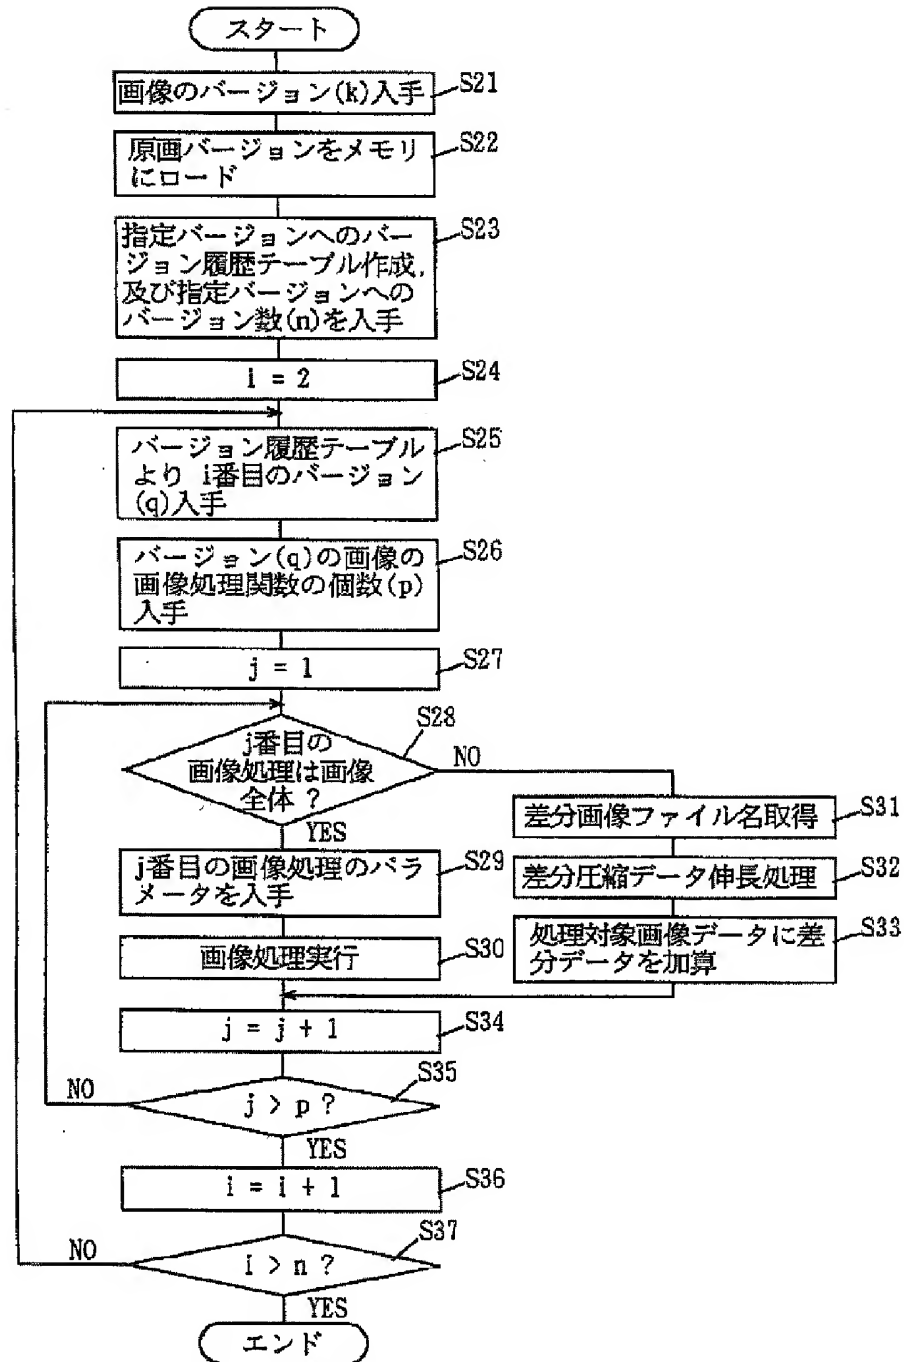 スタート
画像のバージョン(k)入手
S21
原画バージョンをメモリ
にロード
S22
指定バージョンへのバー
ジョン履歴テーブル作成,
及び指定バージョンへの
バージョン数(n)を入手
S23
i = 2
S24
バージョン履歴テーブル
より i番目のバージョン
(q)入手
S25
バージョン(q)の画像の
画像処理関数の個数(p)
入手
S26
j = 1
S27
j番目の
画像処理は画像
全体 ?
S28
NO
YES
j番目の画像処理のパラ
メータを入手
S29
画像処理実行
S30
差分画像ファイル名取得
S31
差分圧縮データ伸長処理
S32
処理対象画像データに差
分データを加算
S33
j = j + 1
S34
j > p ?
S35
NO
YES
i = i + 1
S36
i > n ?
S37
NO
YES
エンド